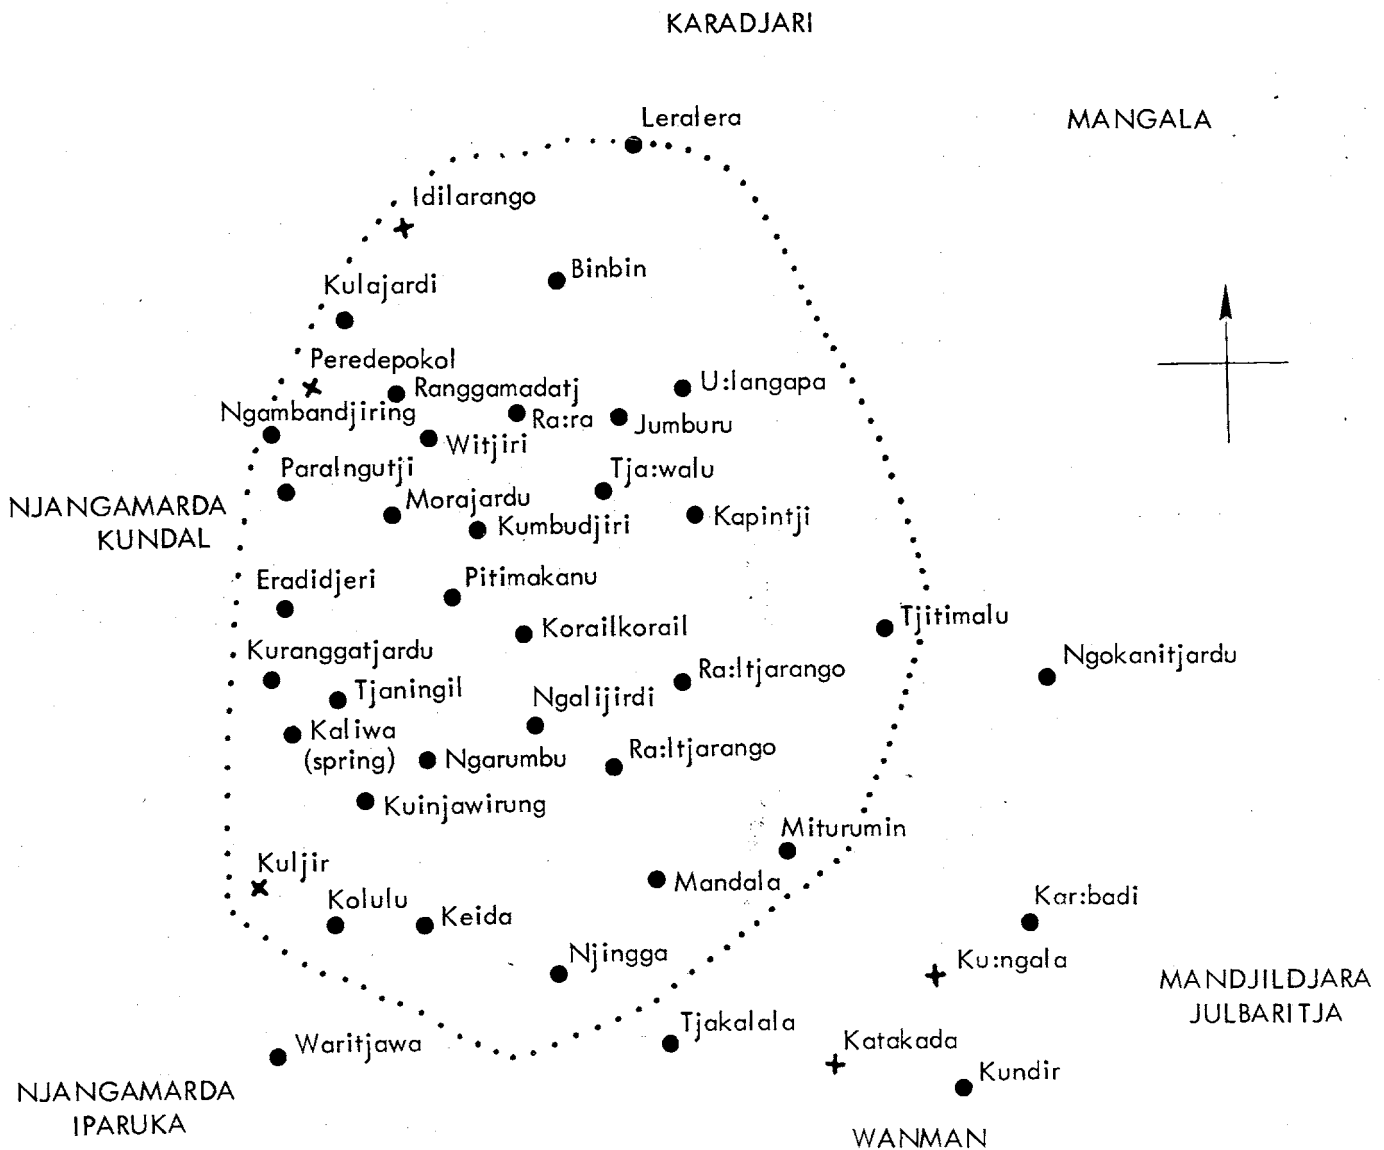 KARADJARI
MANGALA
Leralera
Idilarango
Binbin
Kulajardi
Peredepokol
Ranggamadatj
U:langapa
Ngambandjiring
Ra:ra
Jumburu
Witjiri
Paralngutji
Tja:walu
NJANGAMARDA
KUNDAL
Morajardu
Kumbudjiri
Kapintji
Eradidjeri
Pitimakanu
Korailkorail
Tjitimalu
Kuranggatjardu
Ngokanitjardu
Tjaningil
Ngalijirdi
Ra:ltjarango
Kaliwa
(spring)
Ngarumbu
Ra:ltjarango
Kuinjawirung
Miturumin
Kuljir
Mandala
Kolulu
Keida
Kar:badi
Njingga
Ku:ngala
MANDJILDJARA
JULBARITJA
Waritjawa
Tjakalala
Katakada
Kundir
NJANGAMARDA
IPARUKA
WANMAN